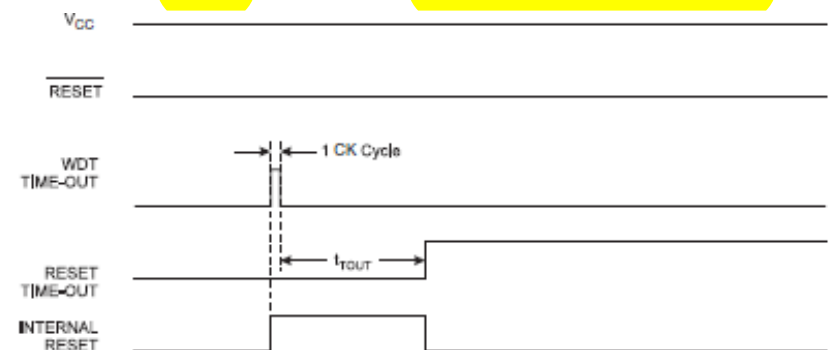 VCC
RESET
1 CK Cycle
WDT
TIME-OUT
tTOUT
RESET
TIME-OUT
INTERNAL
RESET